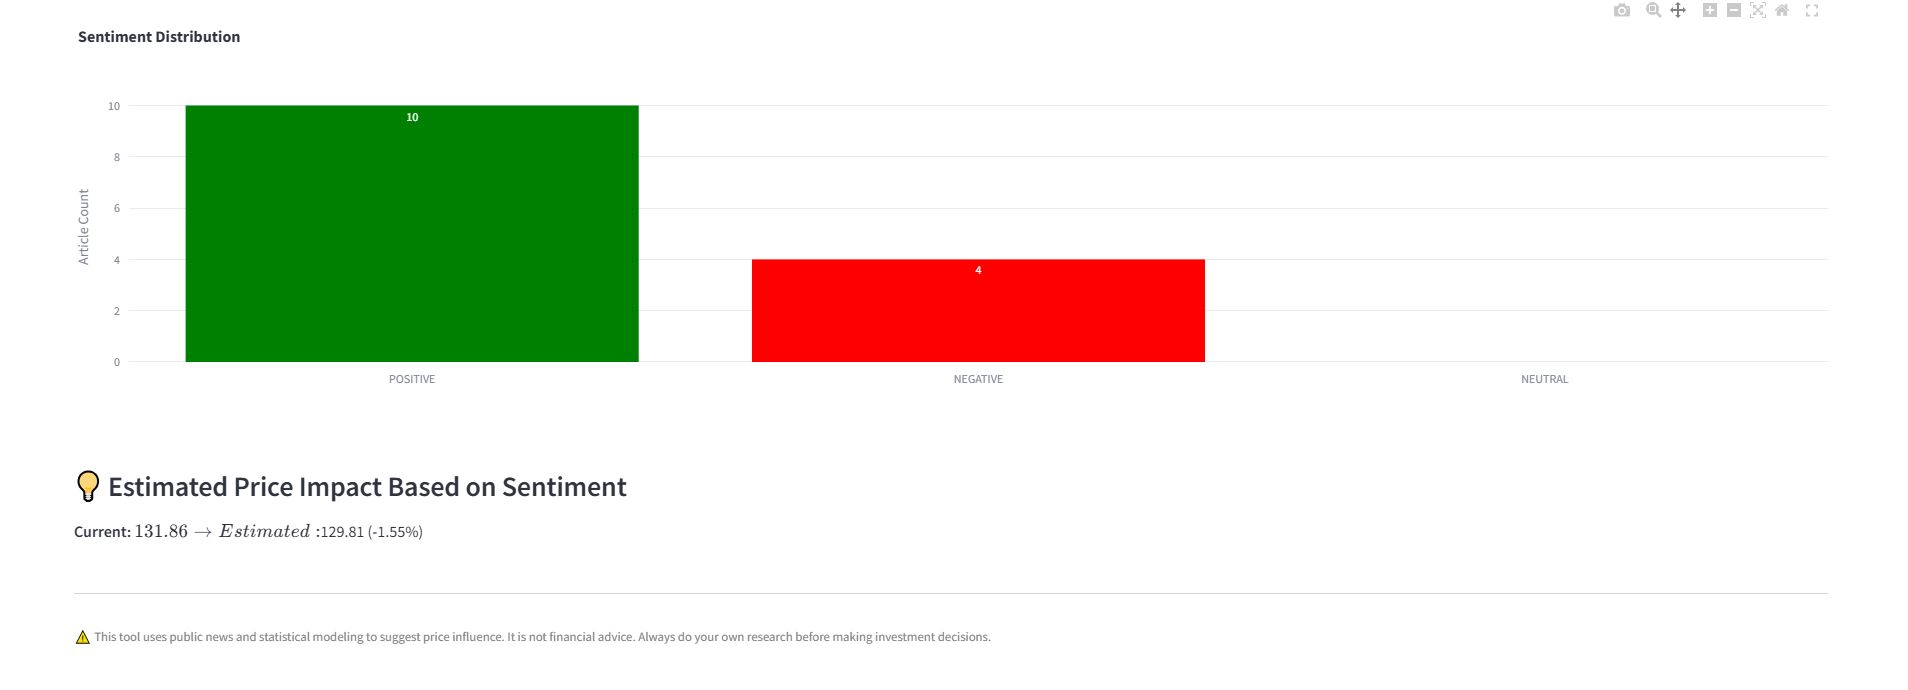 Sentiment Distribution
10
8
6
4
2
0
Article Count
10
4
POSITIVE
NEGATIVE
NEUTRAL
Estimated Price Impact Based on Sentiment
Current: 131.86 → Estimated :129.81 (-1.55%)
This tool uses public news and statistical modeling to suggest price influence. It is not financial advice. Always do your own research before making investment decisions.